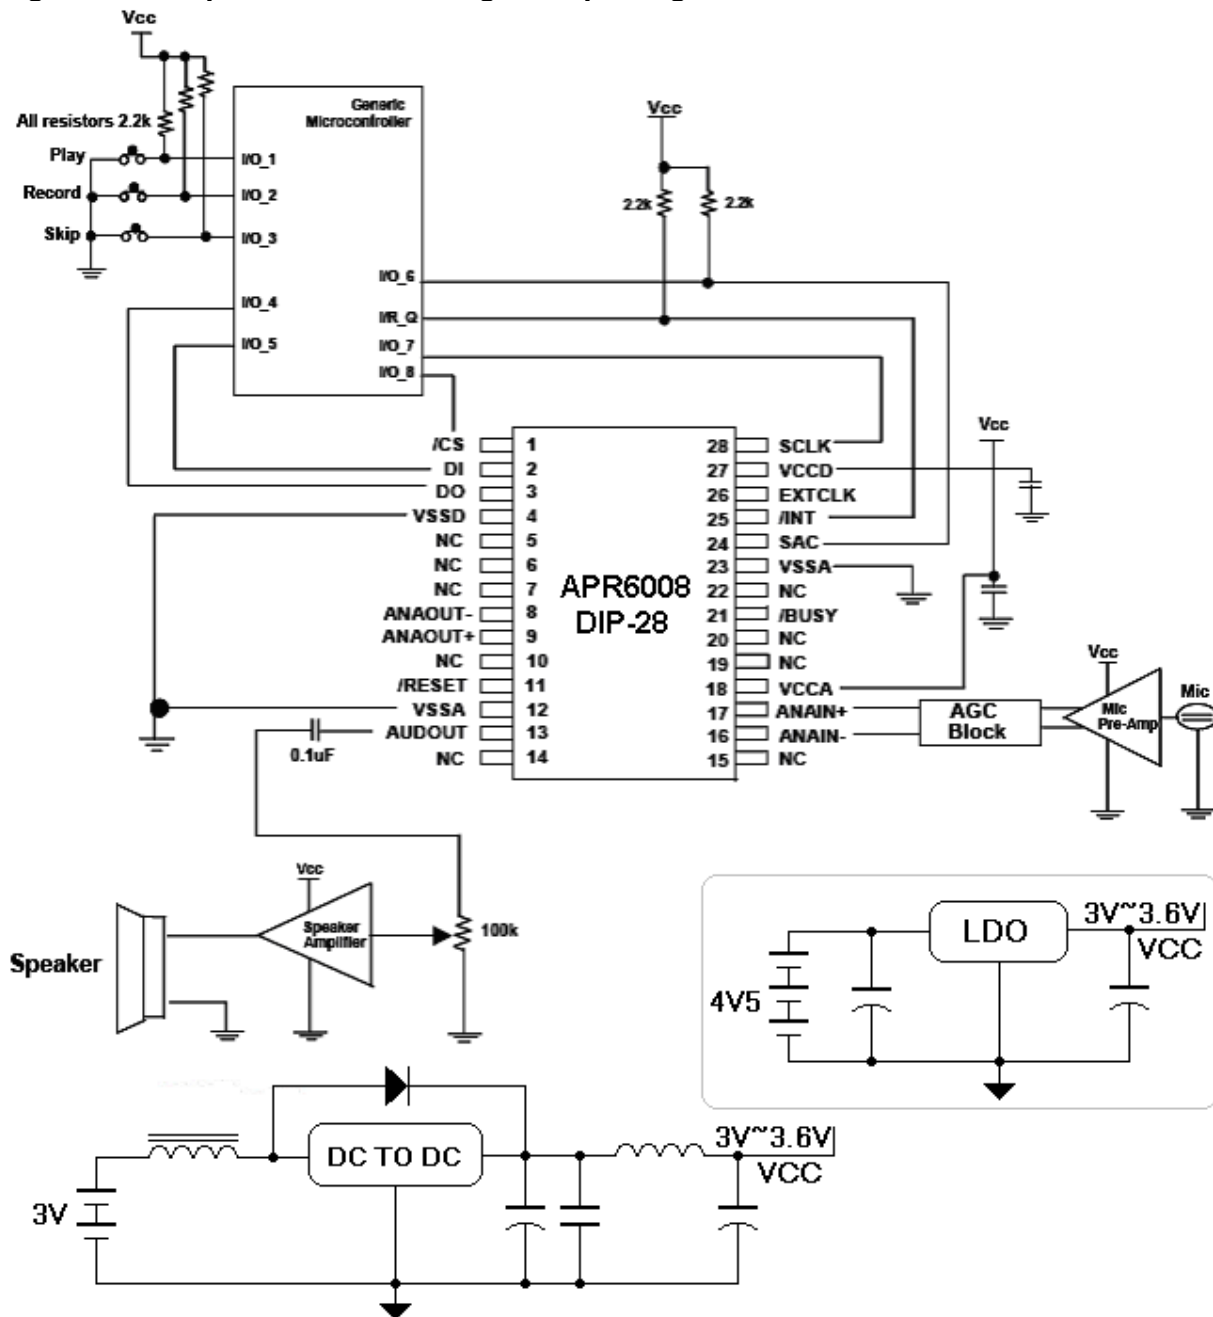 Vcc
Generic
Microcontroller
All resistors 2.2k
Play
I/O_1
Record
I/O_2
Skip
I/O_3
Vcc
2.2k
2.2k
I/O_6
I/O_4
I/R_Q
I/O_5
I/O_7
I/O_8
Vcc
/CS 1
DI 2
DO 3
VSSD 4
NC 5
NC 6
NC 7
ANAOUT- 8
ANAOUT+ 9
NC 10
/RESET 11
VSSA 12
AUDOUT 13
NC 14
APR6008
DIP-28
28 SCLK
27 VCCD
26 EXTCLK
25 /INT
24 SAC
23 VSSA
22 NC
21 /BUSY
20 NC
19 NC
18 VCCA
17 ANAIN+
16 ANAIN-
15 NC
AGC
Block
Vcc
Mic
Pre-Amp
Mic
0.1uF
Vcc
Speaker
Amplifier
100k
Speaker
LDO
3V~3.6V
VCC
4V5
DC TO DC
3V~3.6V
VCC
3V